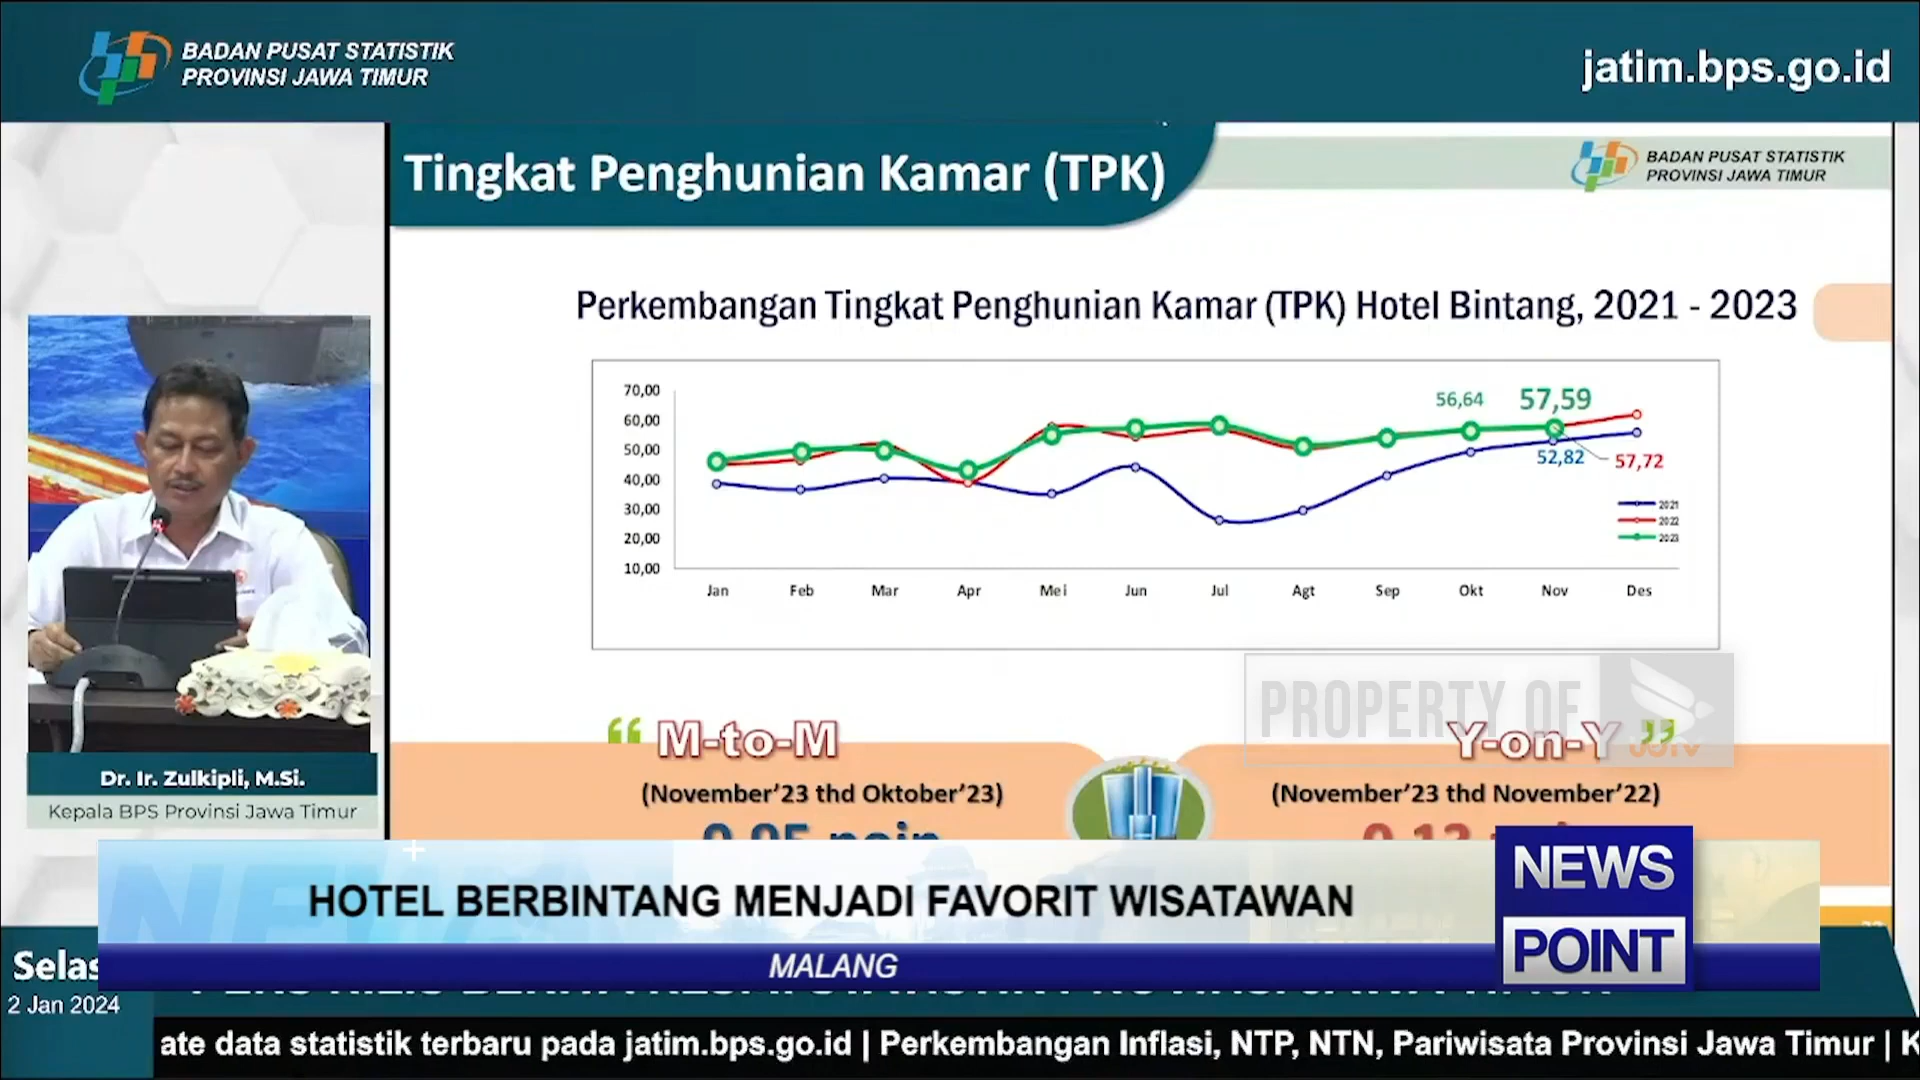 BADAN PUSAT STATISTIK
PROVINSI JAWA TIMUR
jatim.bps.go.id
Tingkat Penghunian Kamar (TPK)
BADAN PUSAT STATISTIK
PROVINSI JAWA TIMUR
Perkembangan Tingkat Penghunian Kamar (TPK) Hotel Bintang, 2021 - 2023
70,00
60,00
50,00
40,00
30,00
20,00
10,00
56,64
57,59
52,82
57,72
2021
2022
2023
Jan Feb Mar Apr Mei Jun Jul Agt Sep Okt Nov Des
PROPERTY OF
JTV
“ M-to-M
Y-on-Y ”
(November’23 thd Oktober’23)
(November’23 thd November’22)
Dr. Ir. Zulkipli, M.Si.
Kepala BPS Provinsi Jawa Timur
HOTEL BERBINTANG MENJADI FAVORIT WISATAWAN
NEWS
POINT
MALANG
Selas
2 Jan 2024
ate data statistik terbaru pada jatim.bps.go.id | Perkembangan Inflasi, NTP, NTN, Pariwisata Provinsi Jawa Timur | K